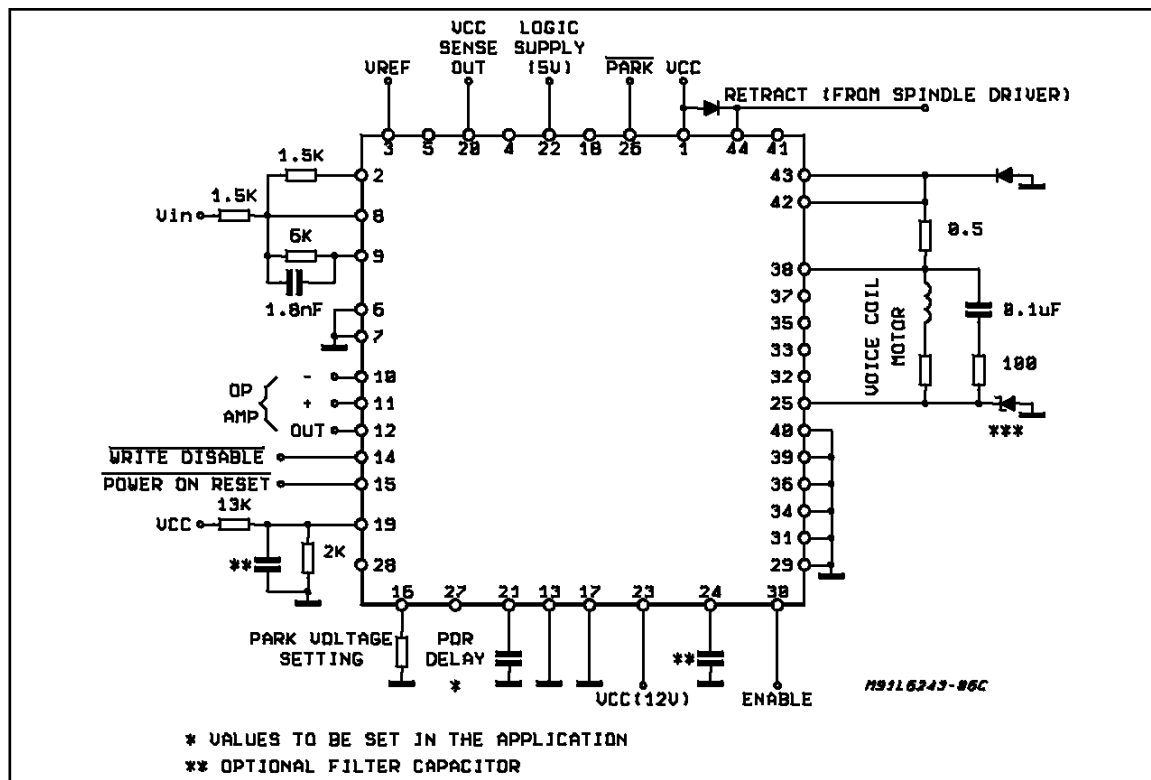 VCC LOGIC
SENSE SUPPLY
VREF OUT (5V) PARK VCC
RETRACT (FROM SPINDLE DRIVER)
3 5 20 4 22 18 26 1 44 41
1.5K 2 43
1.5K 42
Vin 8 0.5
6K 9 38
1.8nF 37
6 35 0.1uF
7 33
VOICE COIL
MOTOR
- 10 32 100
OP + 11 25
AMP OUT 12 40 ***
WRITE DISABLE 14 39
POWER ON RESET 15 36
13K 34
VCC 19 31
** 2K 28 29
16 27 21 13 17 23 24 30
PARK VOLTAGE POR
SETTING DELAY **
*
VCC(12V) ENABLE
M93L6243-06C
* VALUES TO BE SET IN THE APPLICATION
** OPTIONAL FILTER CAPACITOR